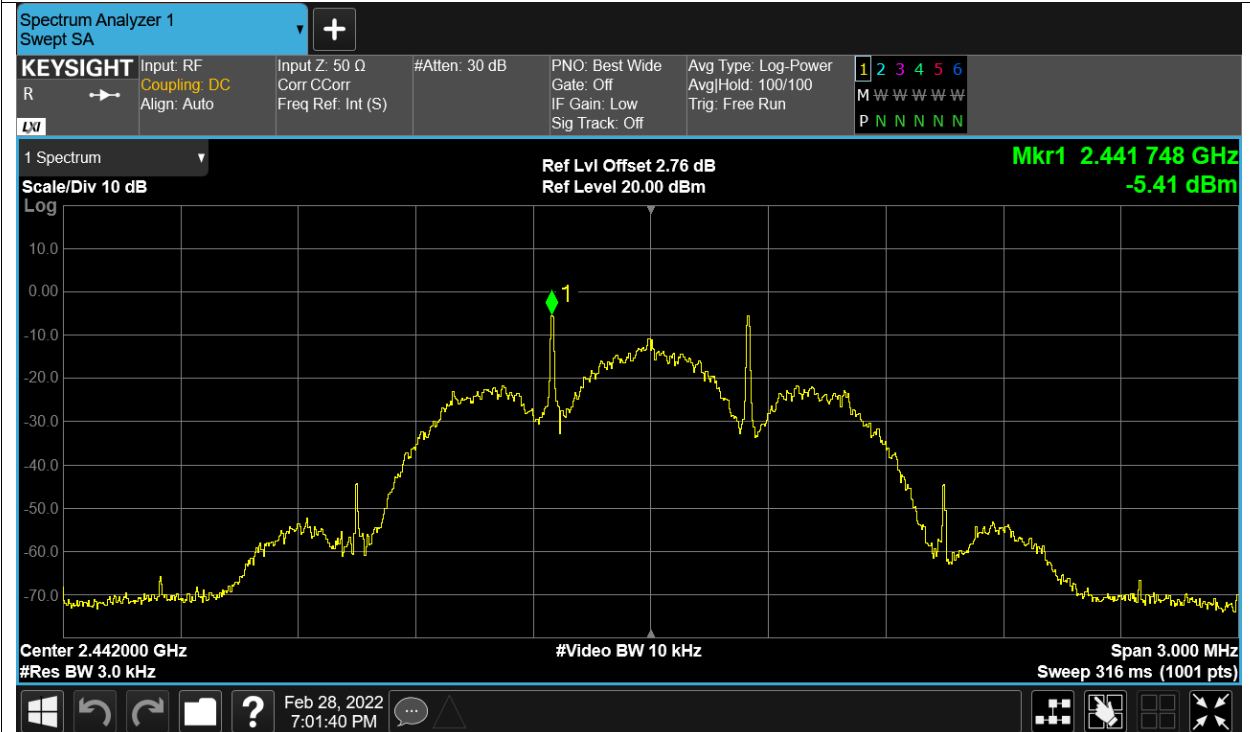 Spectrum Analyzer 1
Swept SA
+
KEYSIGHT
R
LXI
Input: RF
Coupling: DC
Align: Auto
Input Z: 50 Ω
Corr CCorr
Freq Ref: Int (S)
#Atten: 30 dB
PNO: Best Wide
Gate: Off
IF Gain: Low
Sig Track: Off
Avg Type: Log-Power
Avg|Hold: 100/100
Trig: Free Run
1 2 3 4 5 6
M W W W W W
P N N N N N
1 Spectrum
Scale/Div 10 dB
Log
Ref Lvl Offset 2.76 dB
Ref Level 20.00 dBm
Mkr1 2.441 748 GHz
-5.41 dBm
10.0
0.00
-10.0
-20.0
-30.0
-40.0
-50.0
-60.0
-70.0
1
Center 2.442000 GHz
#Res BW 3.0 kHz
#Video BW 10 kHz
Span 3.000 MHz
Sweep 316 ms (1001 pts)
?
Feb 28, 2022
7:01:40 PM